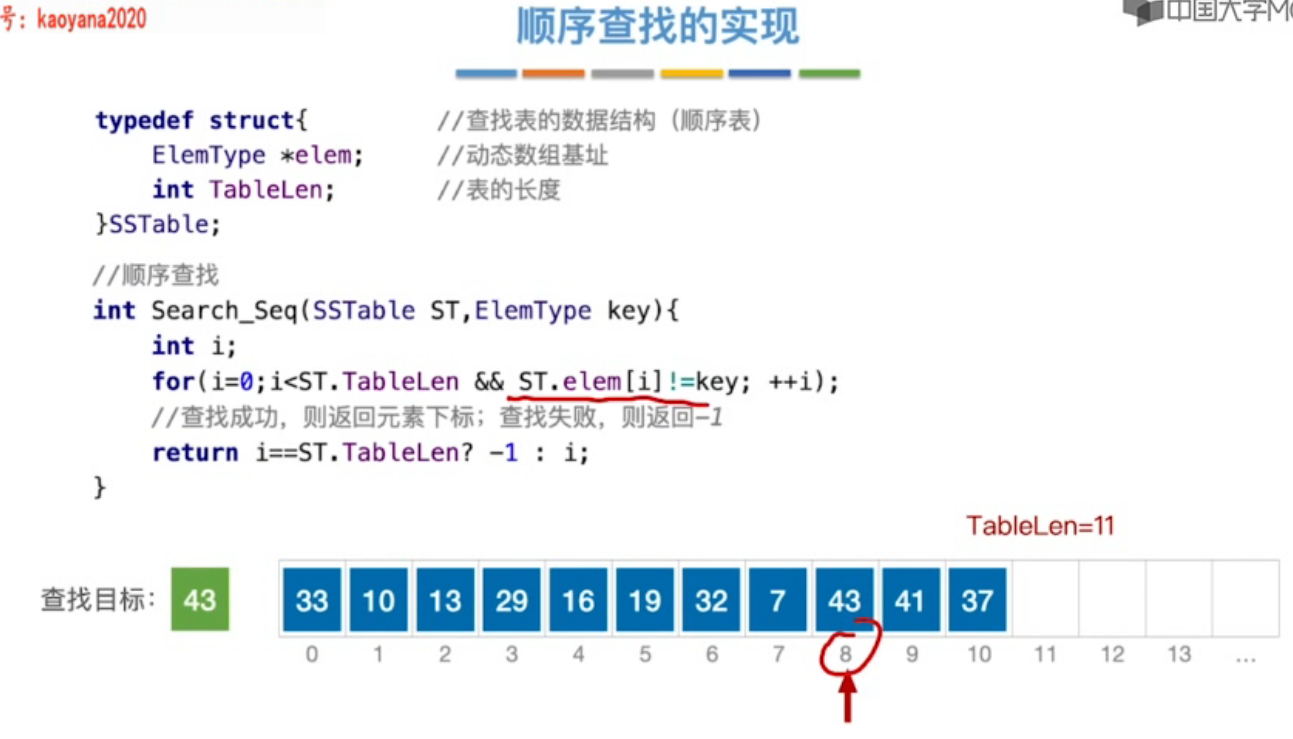 号：kaoyana2020
中国大学MO
顺序查找的实现
typedef struct{ //查找表的数据结构（顺序表）
ElemType *elem; //动态数组基址
int TableLen; //表的长度
}SSTable;
//顺序查找
int Search_Seq(SSTable ST,ElemType key){
int i;
for(i=0;i<ST.TableLen && ST.elem[i]!=key; ++i);
//查找成功，则返回元素下标；查找失败，则返回-1
return i==ST.TableLen? -1 : i;
}
TableLen=11
查找目标： 43 33 10 13 29 16 19 32 7 43 41 37
0 1 2 3 4 5 6 7 8 9 10 11 12 13 ...